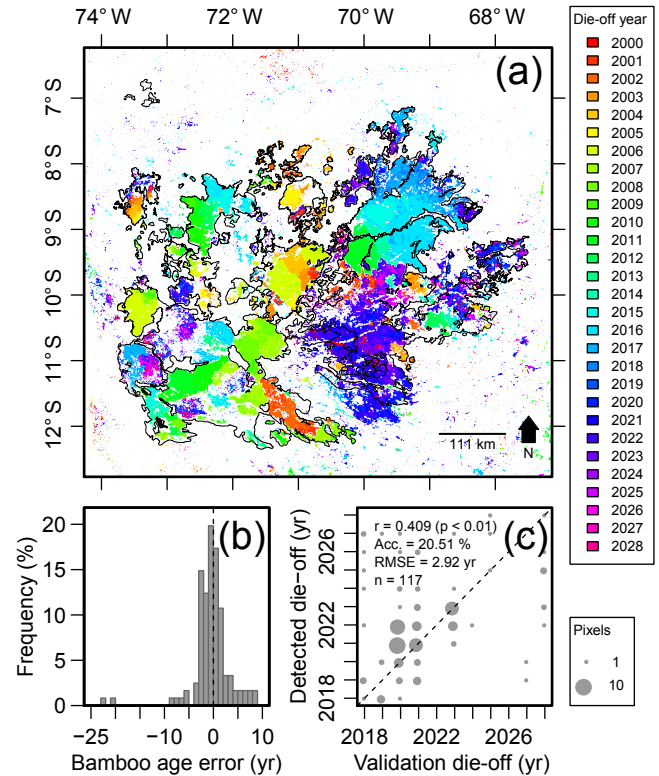 74° W
72° W
70° W
68° W
7° S
8° S
9° S
10° S
11° S
12° S
(a)
111 km
N
Die-off year
2000
2001
2002
2003
2004
2005
2006
2007
2008
2009
2010
2011
2012
2013
2014
2015
2016
2017
2018
2019
2020
2021
2022
2023
2024
2025
2026
2027
2028
(b)
Frequency (%)
0
5
10
15
20
−25
−10
0
10
Bamboo age error (yr)
(c)
r = 0.409 (p < 0.01)
Acc. = 20.51 %
RMSE = 2.92 yr
n = 117
Detected die−off (yr)
2018
2022
2026
2018
2022
2026
Validation die−off (yr)
Pixels
1
10